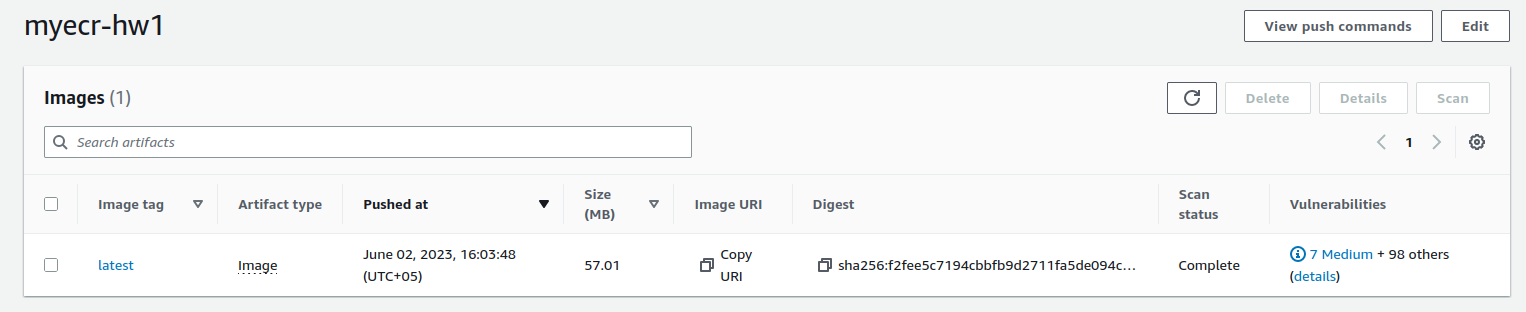 myecr-hw1
View push commands
Edit
Images (1)
Delete
Details
Scan
Search artifacts
1
Image tag
Artifact type
Pushed at
Size
(MB)
Image URI
Digest
Scan
status
Vulnerabilities
latest
Image
June 02, 2023, 16:03:48
(UTC+05)
57.01
Copy
URI
sha256:f2fee5c7194cbbfb9d2711fa5de094c...
Complete
7 Medium + 98 others
(details)